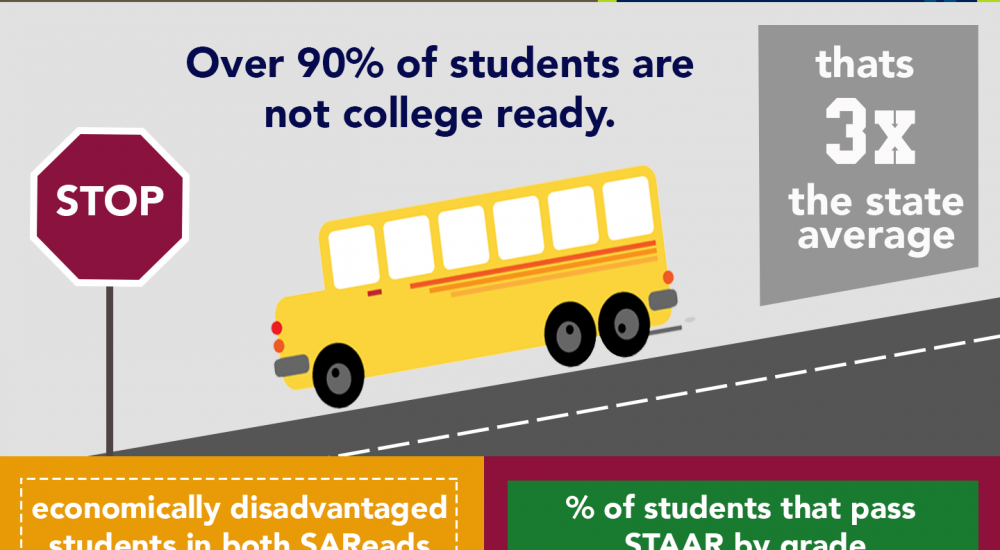 Over 90% of students are
not college ready.
thats
3x
the state
average
STOP
economically disadvantaged
students in both SAReads
% of students that pass
STAAR by grade